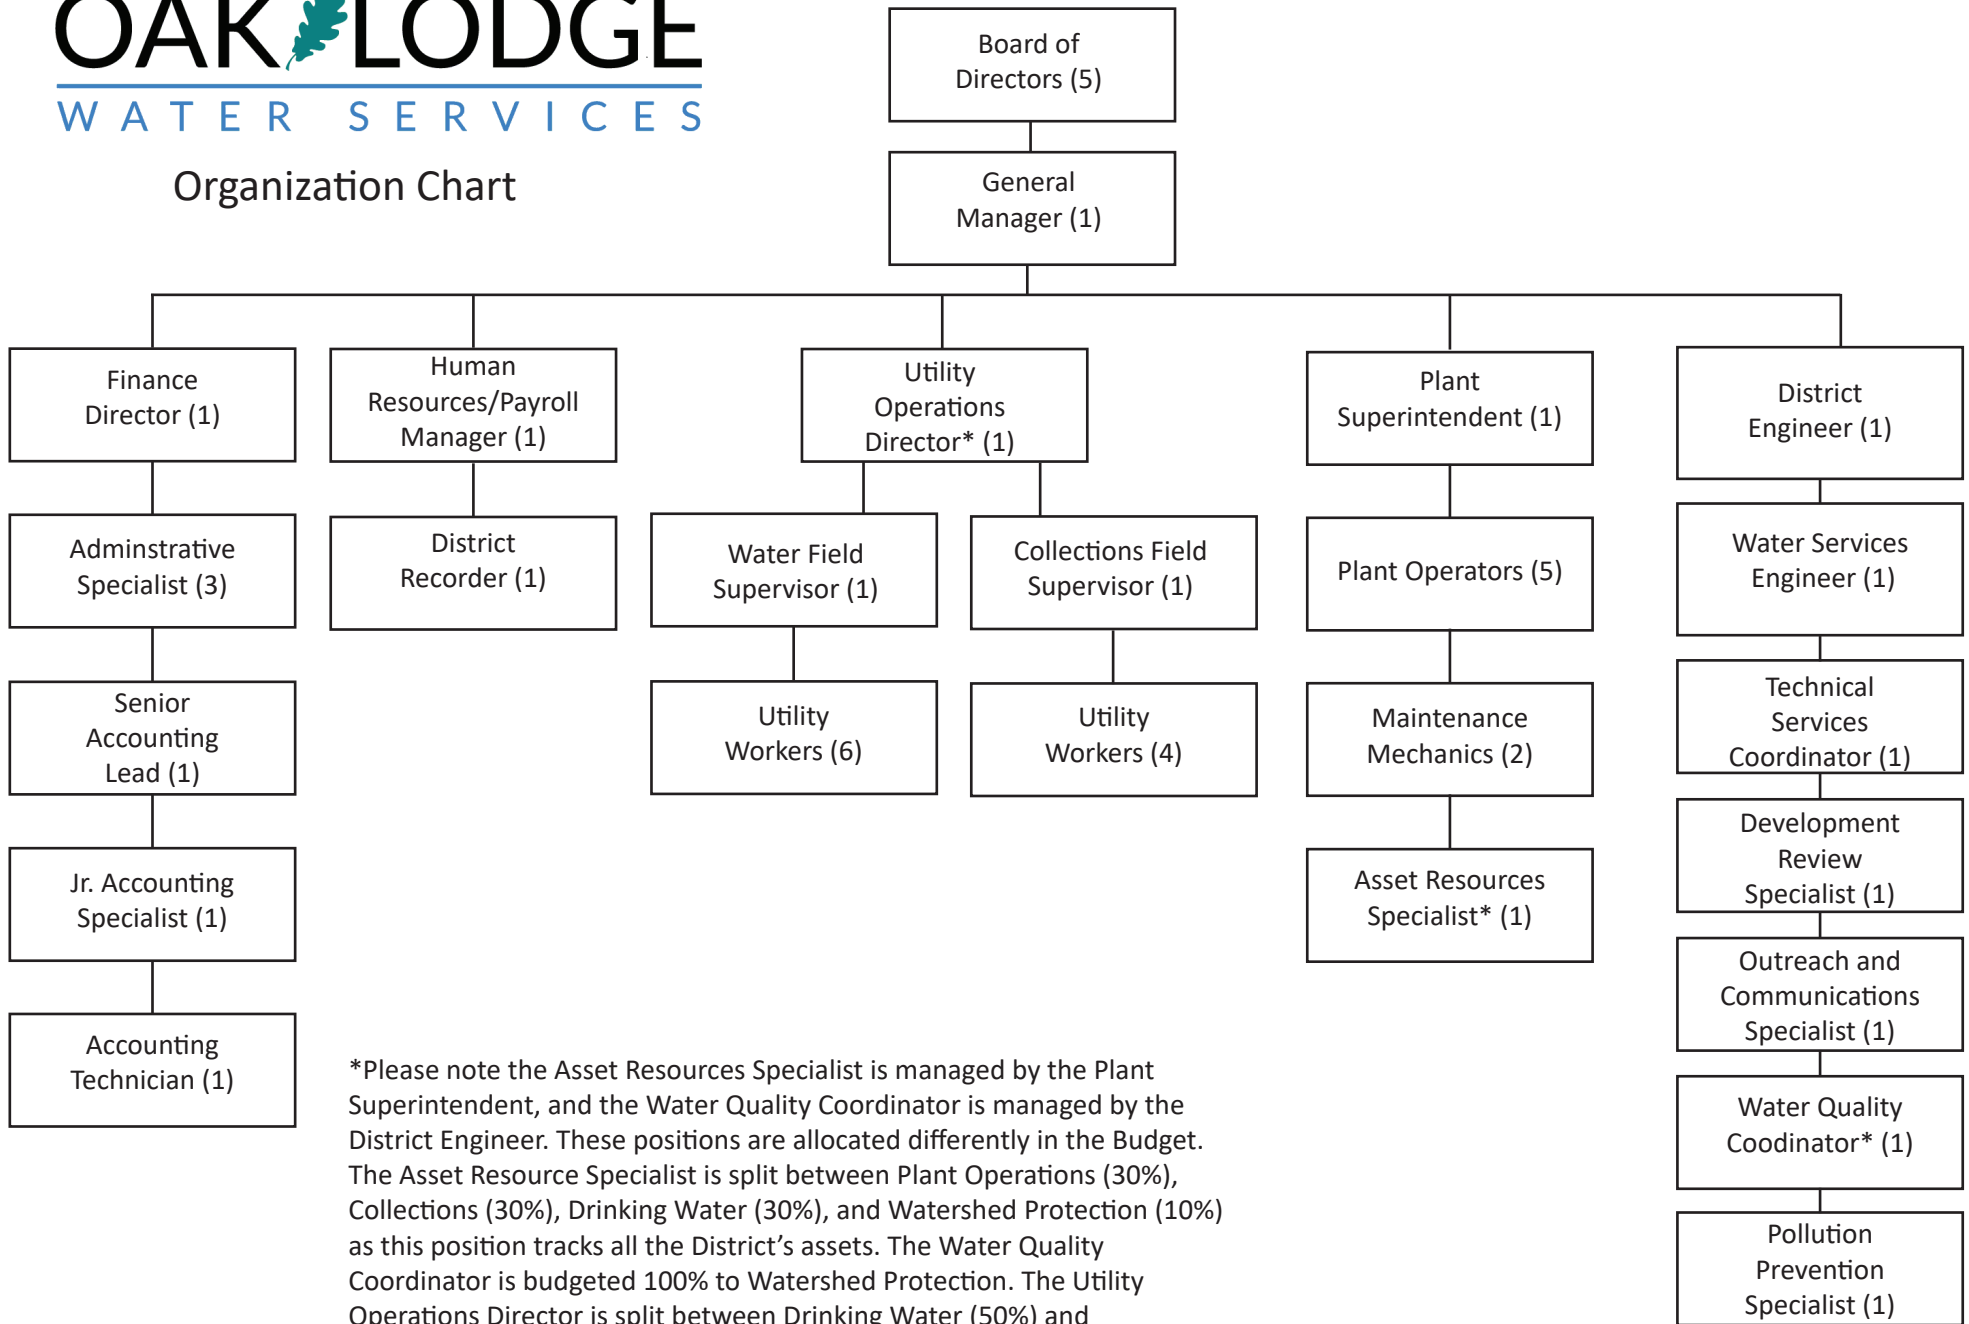 OAK LODGE
WATER SERVICES
Organization Chart
Board of
Directors (5)
General
Manager (1)
Finance
Director (1)
Adminstrative
Specialist (3)
Senior
Accounting
Lead (1)
Jr. Accounting
Specialist (1)
Accounting
Technician (1)
Human
Resources/Payroll
Manager (1)
District
Recorder (1)
Utility
Operations
Director* (1)
Water Field
Supervisor (1)
Utility
Workers (6)
Collections Field
Supervisor (1)
Utility
Workers (4)
Plant
Superintendent (1)
Plant Operators (5)
Maintenance
Mechanics (2)
Asset Resources
Specialist* (1)
District
Engineer (1)
Water Services
Engineer (1)
Technical
Services
Coordinator (1)
Development
Review
Specialist (1)
Outreach and
Communications
Specialist (1)
Water Quality
Coodinator* (1)
Pollution
Prevention
Specialist (1)
*Please note the Asset Resources Specialist is managed by the Plant
Superintendent, and the Water Quality Coordinator is managed by the
District Engineer. These positions are allocated differently in the Budget.
The Asset Resource Specialist is split between Plant Operations (30%),
Collections (30%), Drinking Water (30%), and Watershed Protection (10%)
as this position tracks all the District’s assets. The Water Quality
Coordinator is budgeted 100% to Watershed Protection. The Utility
Operations Director is split between Drinking Water (50%) and